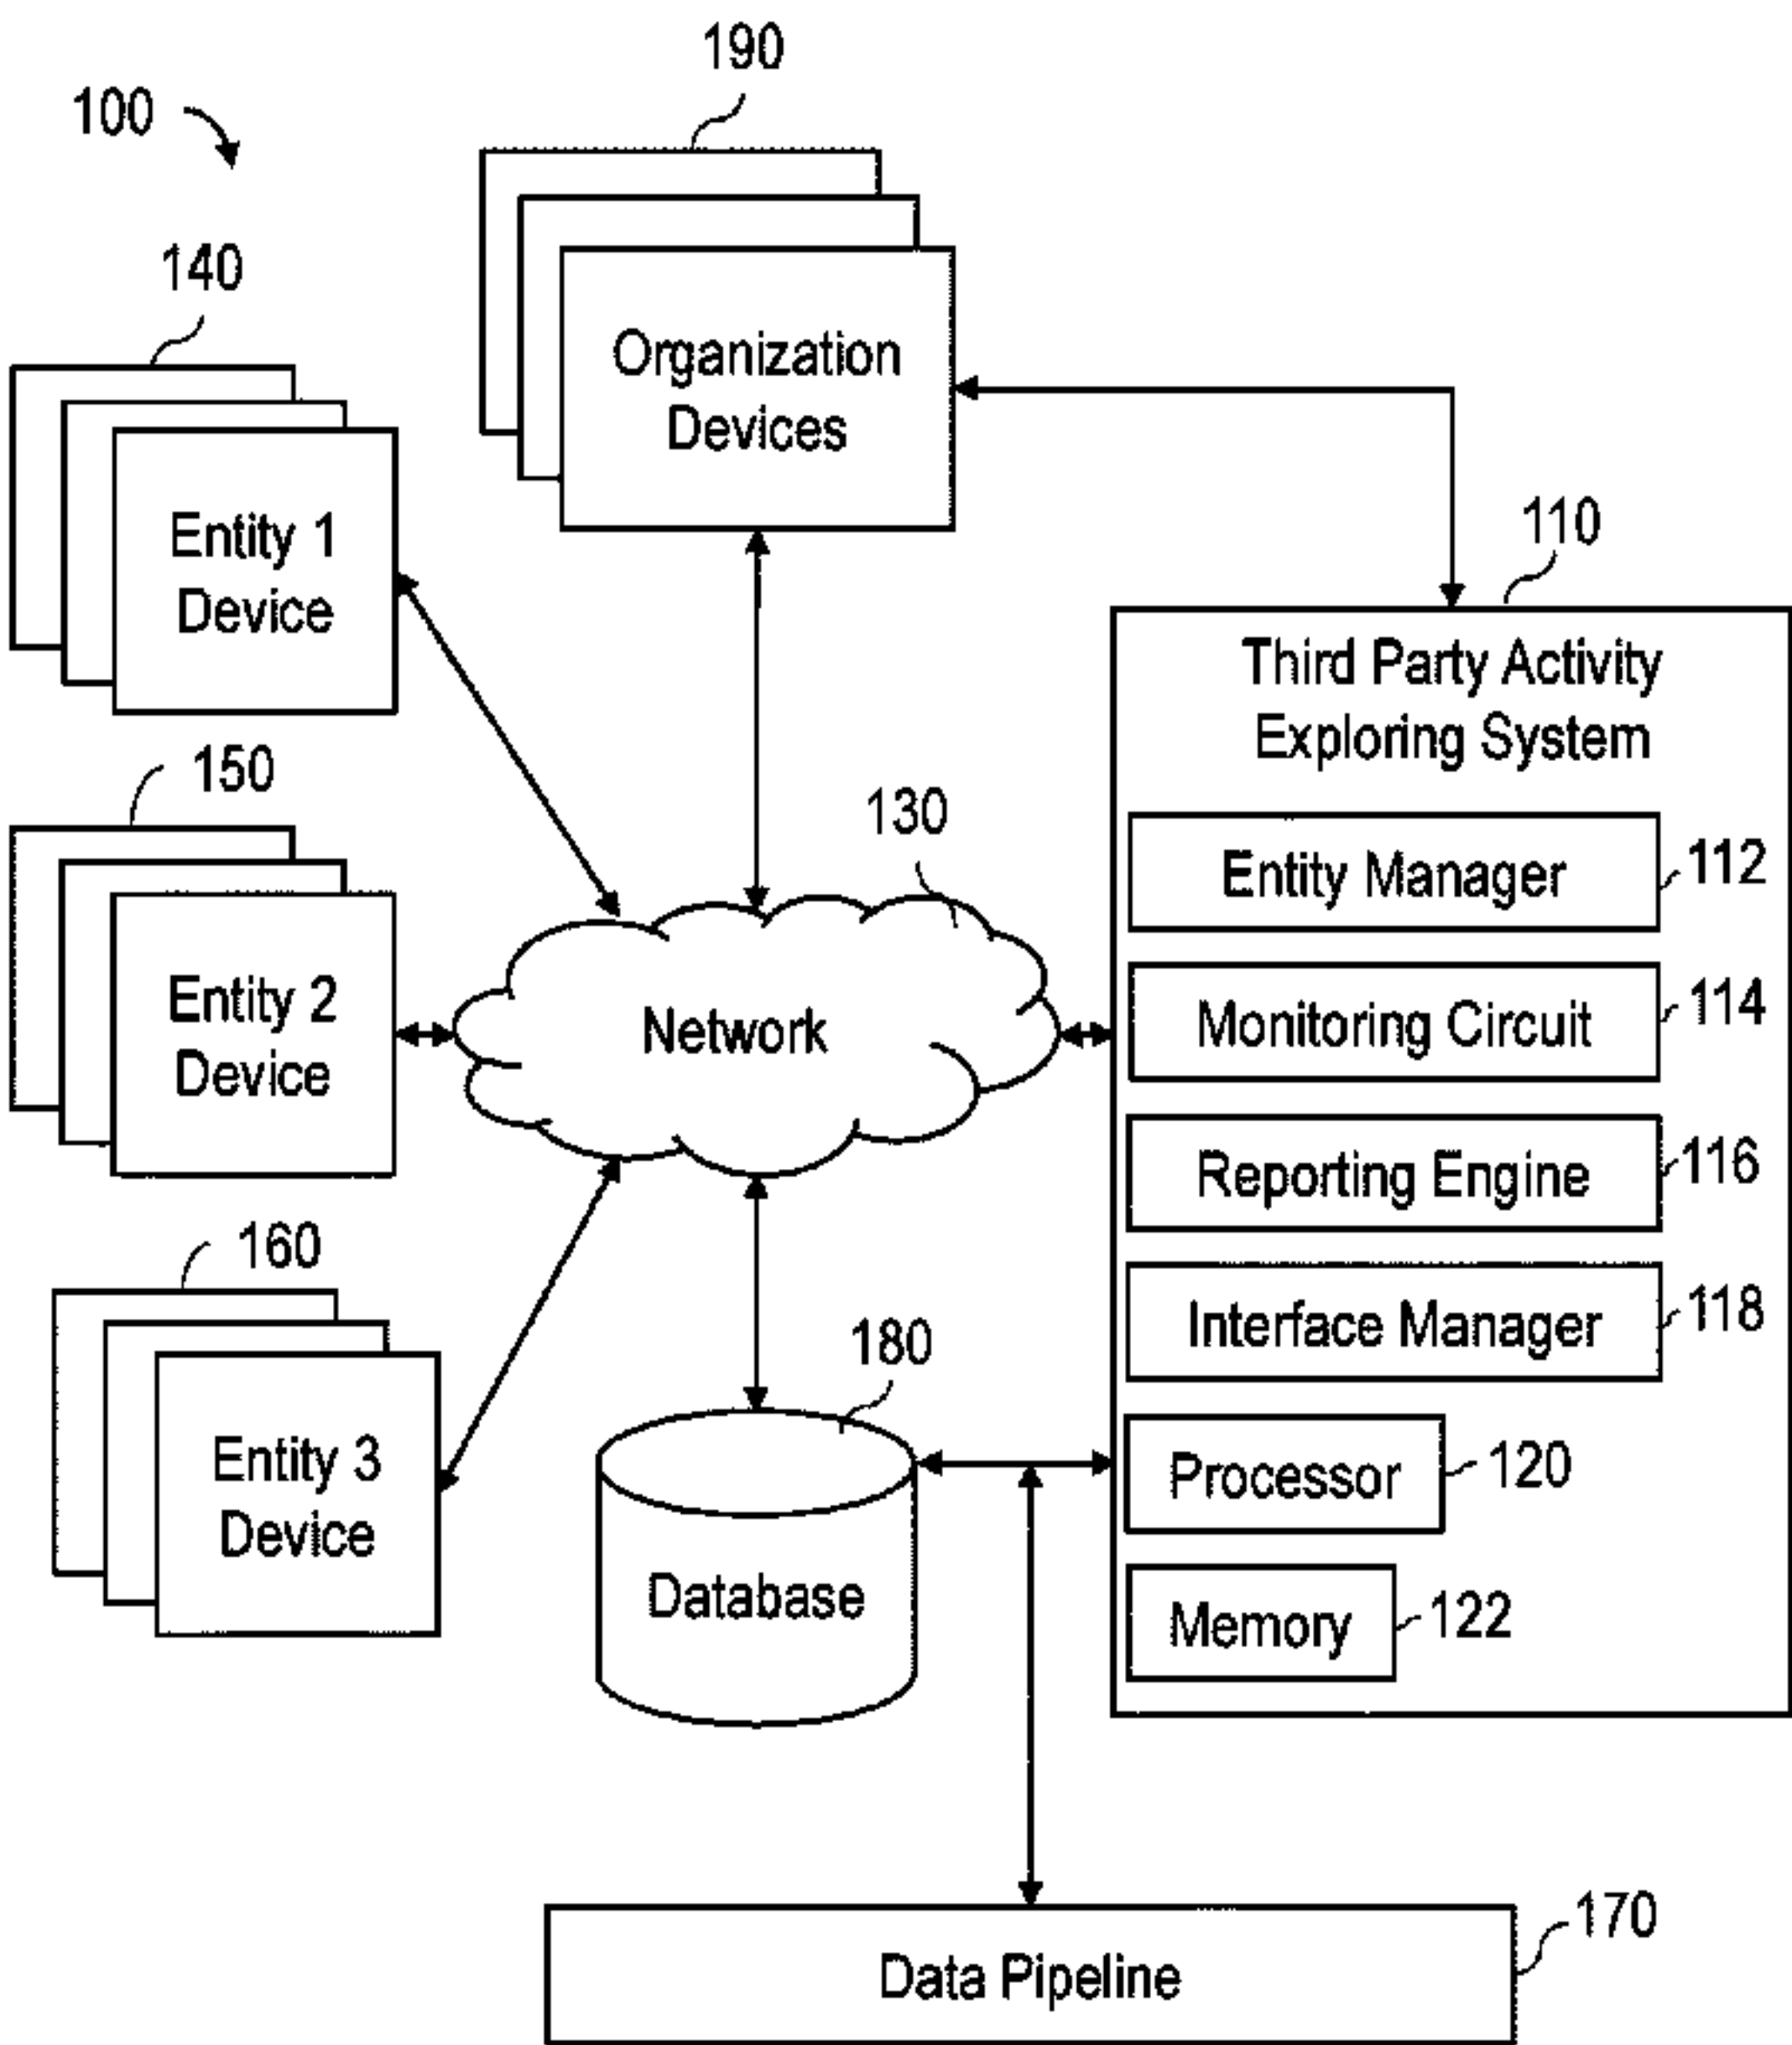 190
100
140
Organization
Devices
Entity 1
Device
110
Third Party Activity
Exploring System
150
130
Entity Manager
112
Entity 2
Device
Network
Monitoring Circuit
114
Reporting Engine
116
160
Interface Manager
118
180
Entity 3
Device
Processor
120
Database
Memory
122
170
Data Pipeline